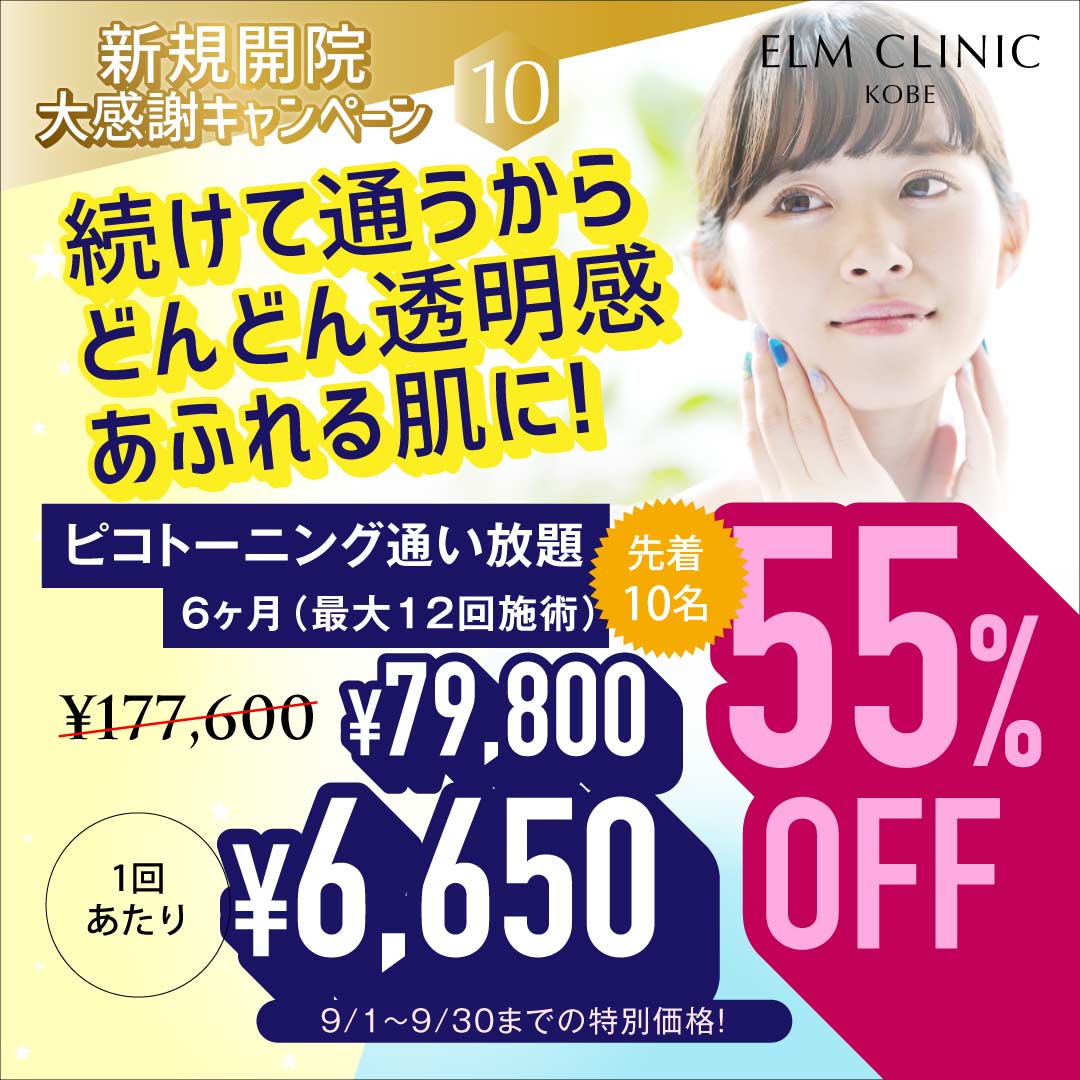 新規開院
大感謝キャンペーン
10
ELM CLINIC
KOBE
続けて通うから
どんどん透明感
あふれる肌に!
ピコトーニング通い放題
6ヶ月(最大12回施術)
先着
10名
55%
OFF
¥177,600
¥79,800
1回
あたり
¥6,650
9/1～9/30までの特別価格!